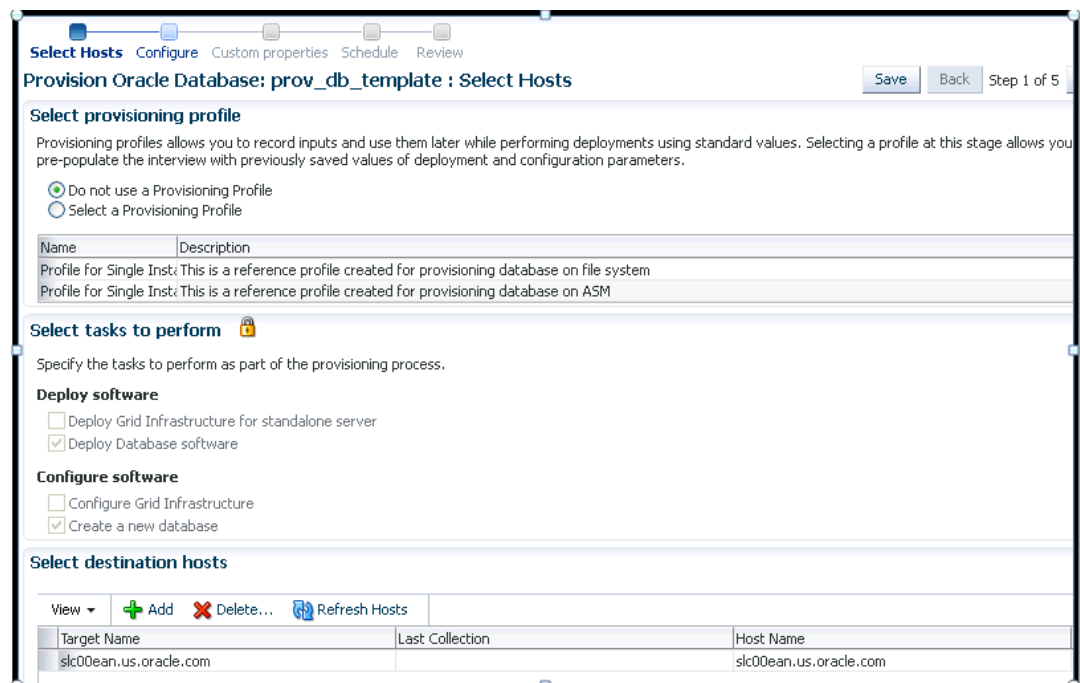 Select Hosts Configure Custom properties Schedule Review
Provision Oracle Database: prov_db_template : Select Hosts Save Back Step 1 of 5
Select provisioning profile
Provisioning profiles allows you to record inputs and use them later while performing deployments using standard values. Selecting a profile at this stage allows you
pre-populate the interview with previously saved values of deployment and configuration parameters.
Do not use a Provisioning Profile
Select a Provisioning Profile
Name Description
Profile for Single Insta This is a reference profile created for provisioning database on file system
Profile for Single Insta This is a reference profile created for provisioning database on ASM
Select tasks to perform
Specify the tasks to perform as part of the provisioning process.
Deploy software
Deploy Grid Infrastructure for standalone server
Deploy Database software
Configure software
Configure Grid Infrastructure
Create a new database
Select destination hosts
View Add Delete... Refresh Hosts
Target Name Last Collection Host Name
slc00ean.us.oracle.com slc00ean.us.oracle.com